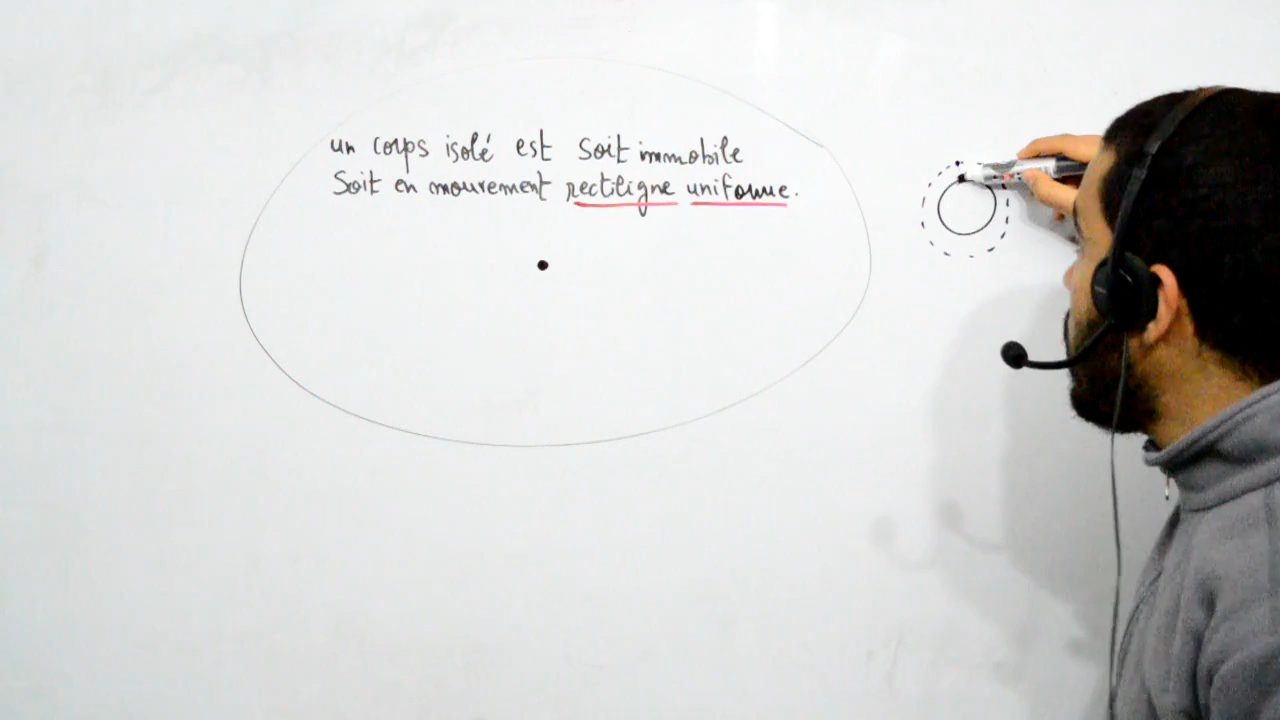 un corps isolé est soit immobile
Soit en mouvement rectiligne uniforme.